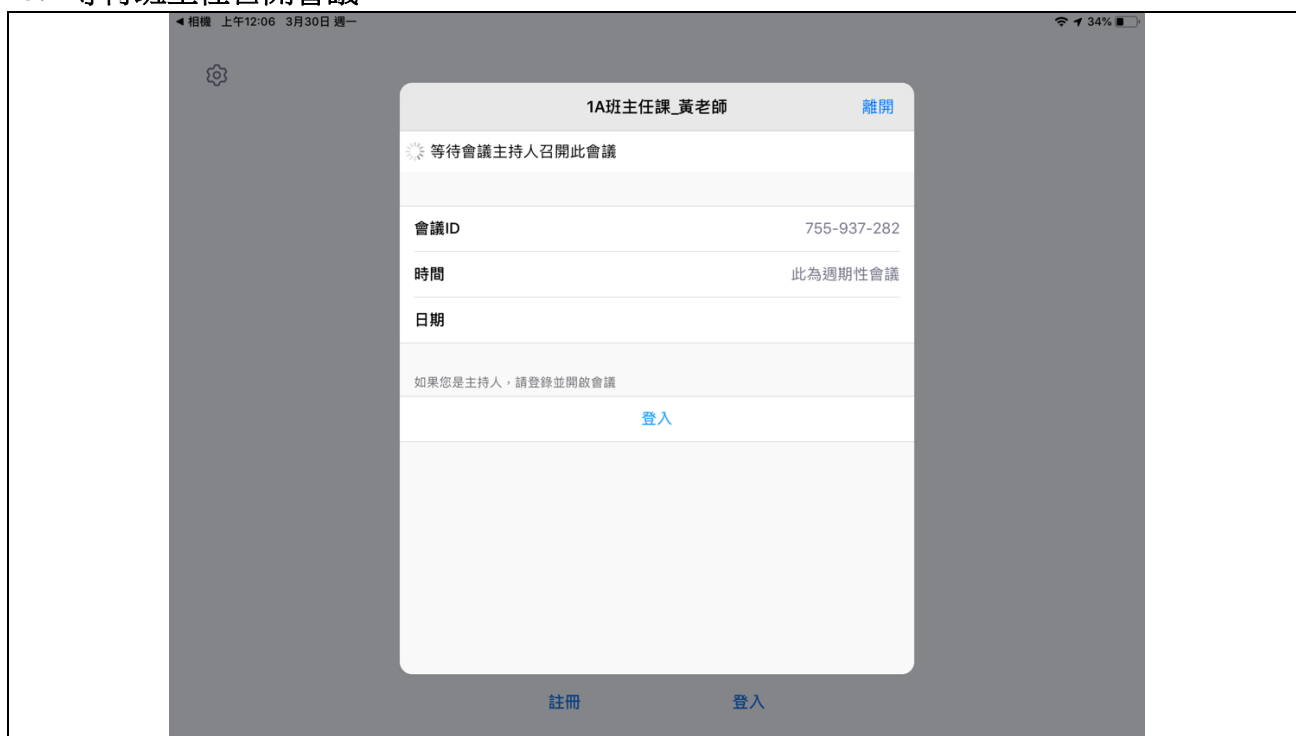 等待班主任召開會議
◀相機 上午12:06 3月30日 週一 34%
1A班主任課_黃老師 離開
等待會議主持人召開此會議
會議ID 755-937-282
時間 此為週期性會議
日期
如果您是主持人，請登錄並開啟會議
登入
註冊 登入